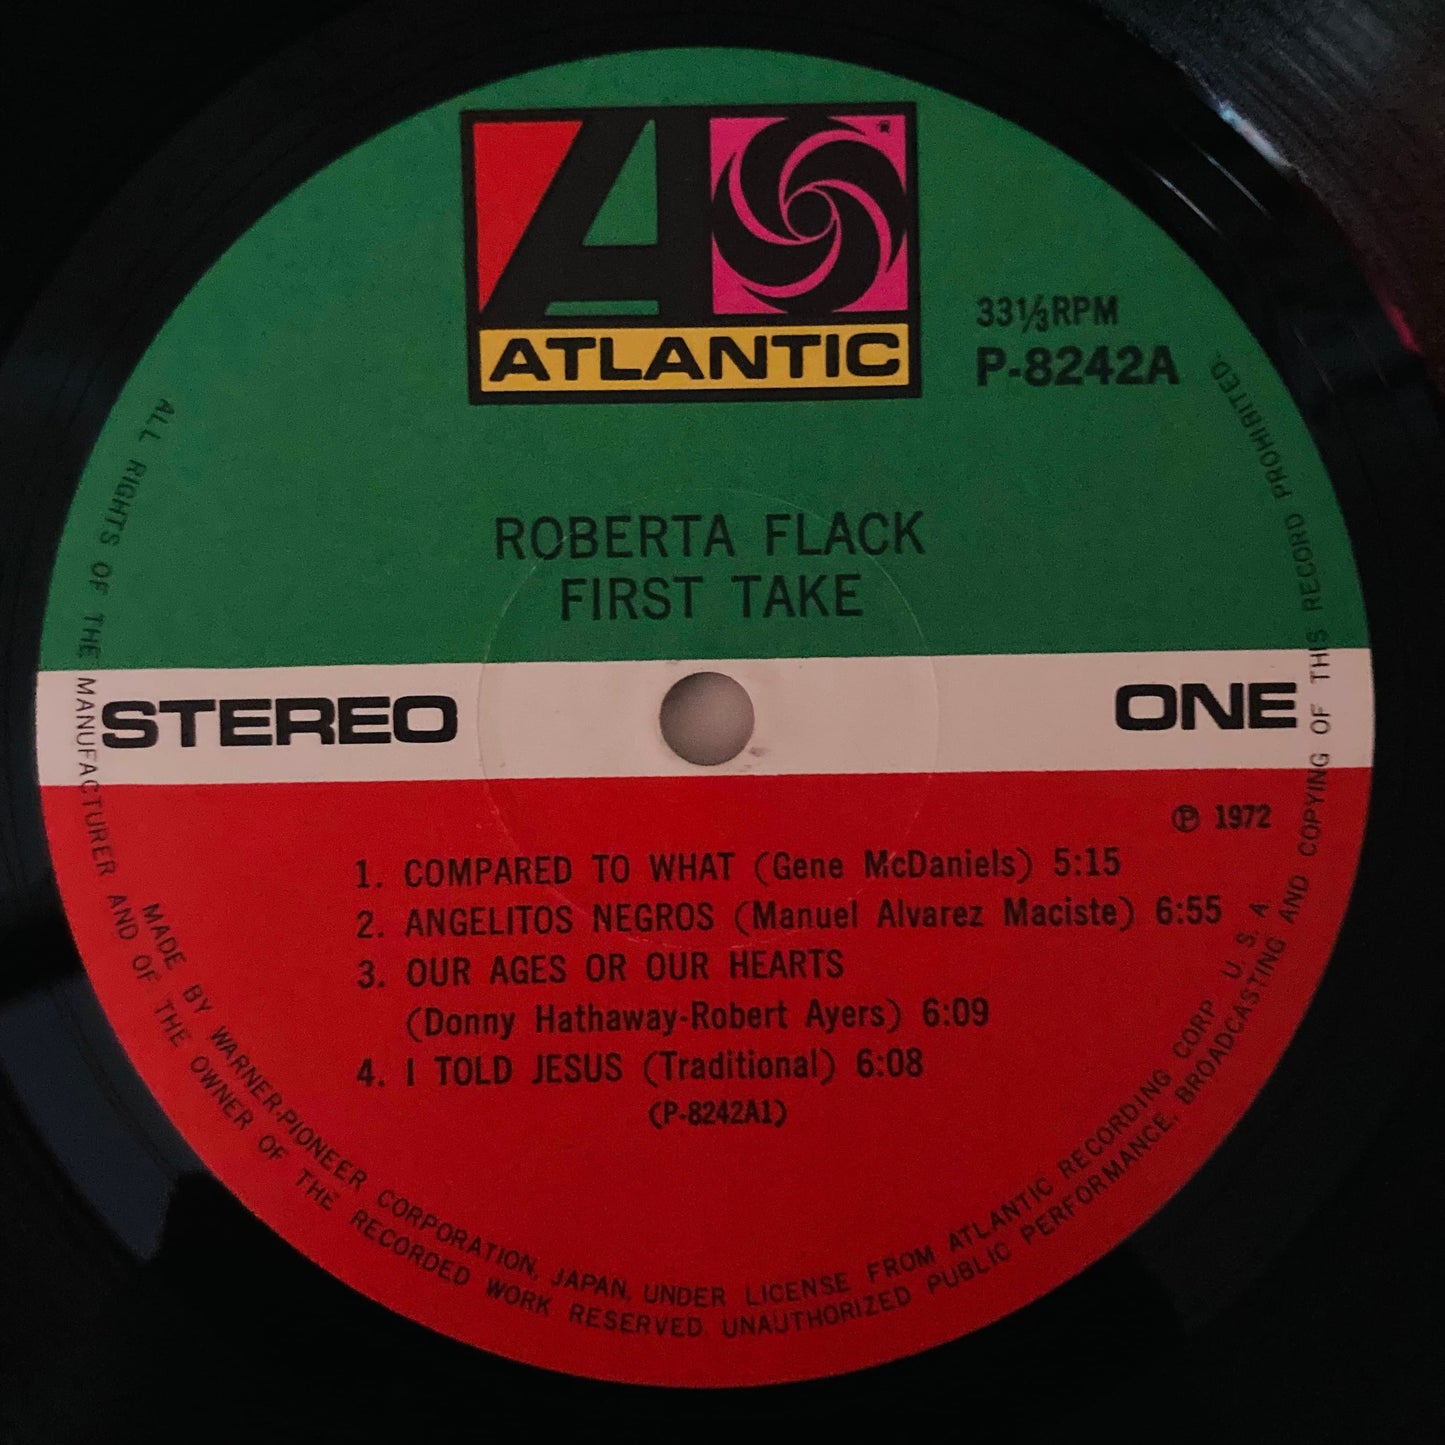 A
ATLANTIC
33⅓RPM
P-8242A
ROBERTA FLACK
FIRST TAKE
STEREO
ONE
℗ 1972
1. COMPARED TO WHAT (Gene McDaniels) 5:15
2. ANGELITOS NEGROS (Manuel Alvarez Maciste) 6:55
3. OUR AGES OR OUR HEARTS
(Donny Hathaway-Robert Ayers) 6:09
4. I TOLD JESUS (Traditional) 6:08
(P-8242A1)
MADE BY WARNER-PIONEER CORPORATION, JAPAN, UNDER LICENSE FROM ATLANTIC RECORDING CORP. U. S. A.
ALL RIGHTS OF THE MANUFACTURER AND OF THE OWNER OF THE RECORDED WORK RESERVED UNAUTHORIZED PUBLIC PERFORMANCE, BROADCASTING AND COPYING OF THIS RECORD PROHIBITED.